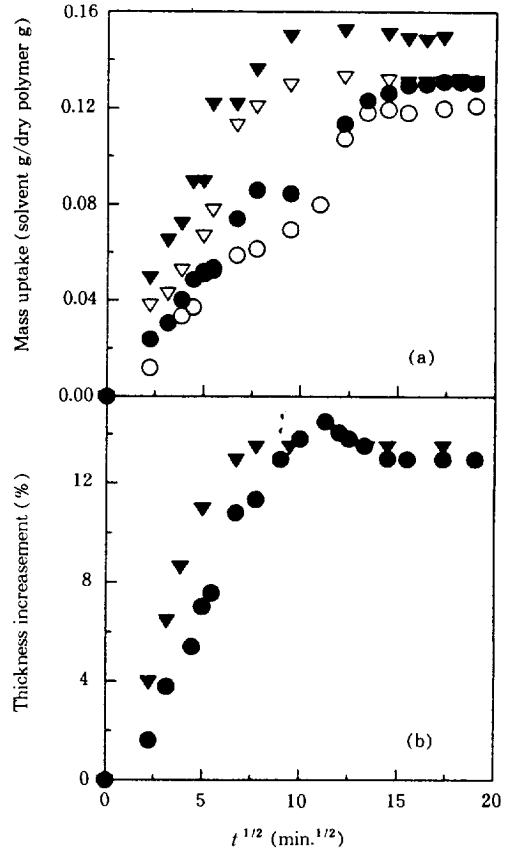 0.16
0.12
0.08
0.04
0.00
Mass uptake (solvent g/dry polymer g)
(a)
12
8
4
0
Thickness increasement (%)
(b)
0 5 10 15 20
t 1/2 (min.1/2)